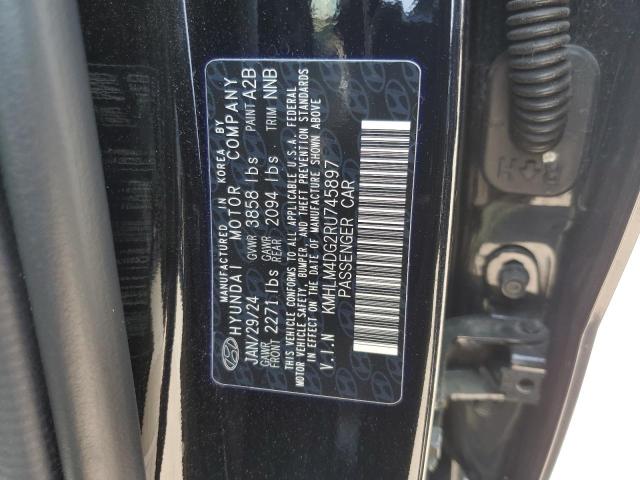 MANUFACTURED IN KOREA BY
HYUNDAI MOTOR COMPANY
JAN/29/24 GVWR 3858 lbs PAINT A2B
GAWR FRONT 2271 lbs GAWR REAR 2094 lbs TRIM NNB
THIS VEHICLE CONFORMS TO ALL APPLICABLE U.S.A. FEDERAL
MOTOR VEHICLE SAFETY, BUMPER, AND THEFT PREVENTION STANDARDS
IN EFFECT ON THE DATE OF MANUFACTURE SHOWN ABOVE
V.I.N KMHLM4DG2RU745897
PASSENGER CAR